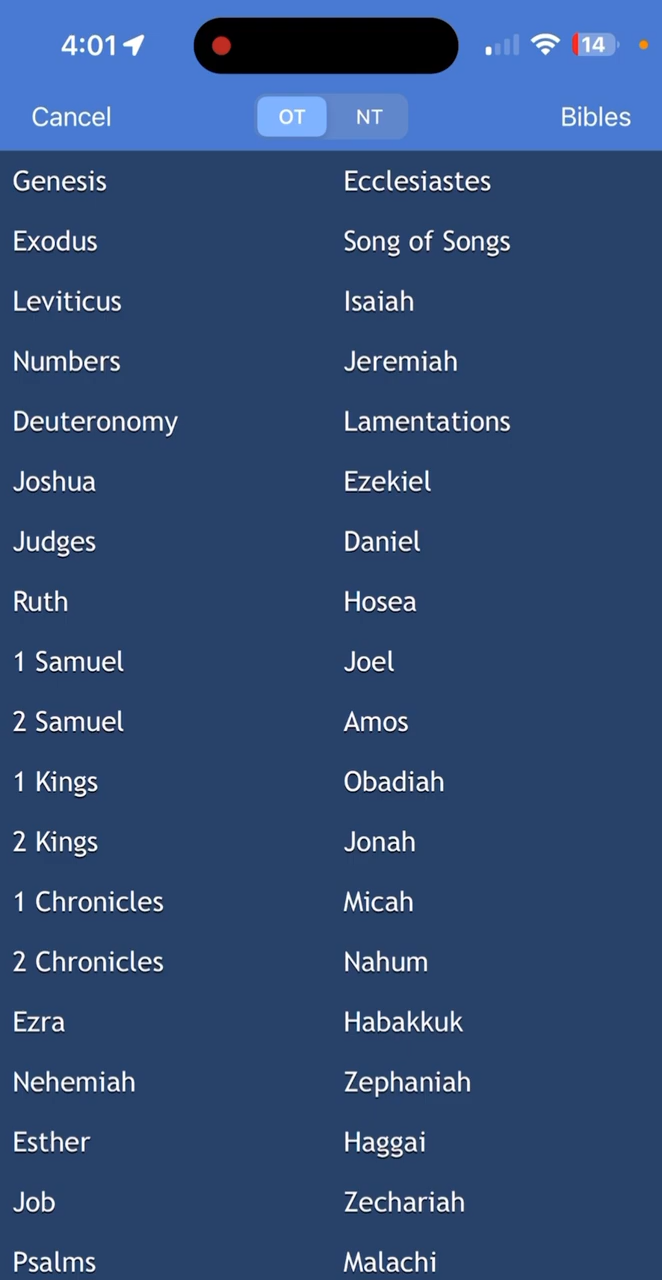 4:01
14
Cancel
OT
NT
Bibles
Genesis
Exodus
Leviticus
Numbers
Deuteronomy
Joshua
Judges
Ruth
1 Samuel
2 Samuel
1 Kings
2 Kings
1 Chronicles
2 Chronicles
Ezra
Nehemiah
Esther
Job
Psalms
Ecclesiastes
Song of Songs
Isaiah
Jeremiah
Lamentations
Ezekiel
Daniel
Hosea
Joel
Amos
Obadiah
Jonah
Micah
Nahum
Habakkuk
Zephaniah
Haggai
Zechariah
Malachi